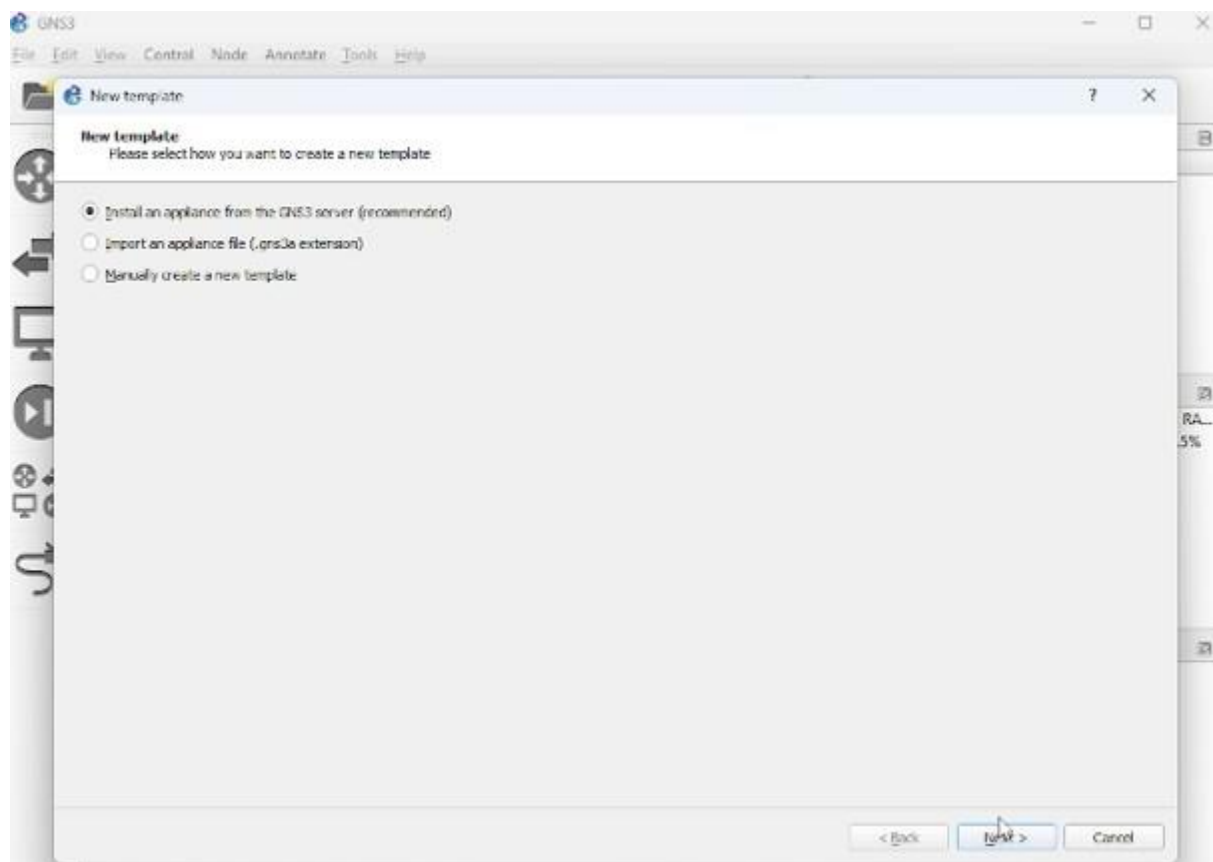 GNS3
File Edit View Control Node Annotate Tools Help
New template
New template
Please select how you want to create a new template
Install an appliance from the GNS3 server (recommended)
Import an appliance file (.gns3a extension)
Manually create a new template
RA...
.5%
< Back Next > Cancel